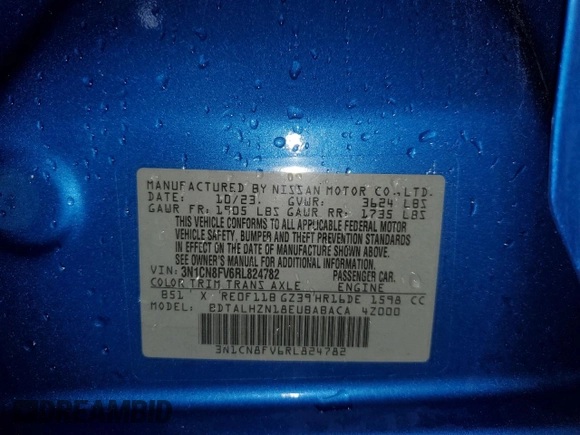 MANUFACTURED BY NISSAN MOTOR CO.,LTD.
DATE: 10/23. GVWR: 3624 LBS
GAWR FR: 1905 LBS GAWR RR: 1735 LBS
THIS VEHICLE CONFORMS TO ALL APPLICABLE FEDERAL MOTOR
VEHICLE SAFETY, BUMPER, AND THEFT PREVENTION STANDARDS
IN EFFECT ON THE DATE OF MANUFACTURE SHOWN ABOVE.
SEE OWNER'S MANUAL FOR ADDITIONAL INFORMATION.
VIN: 3N1CN8FV6RL824782 PASSENGER CAR.
COLOR TRIM TRANS AXLE ENGINE
B51 X RE0F11B GZ39 HR16DE 1598 CC
MODEL: PDTALHZN18EUBABACA 4Z000
3N1CN8FV6RL824782